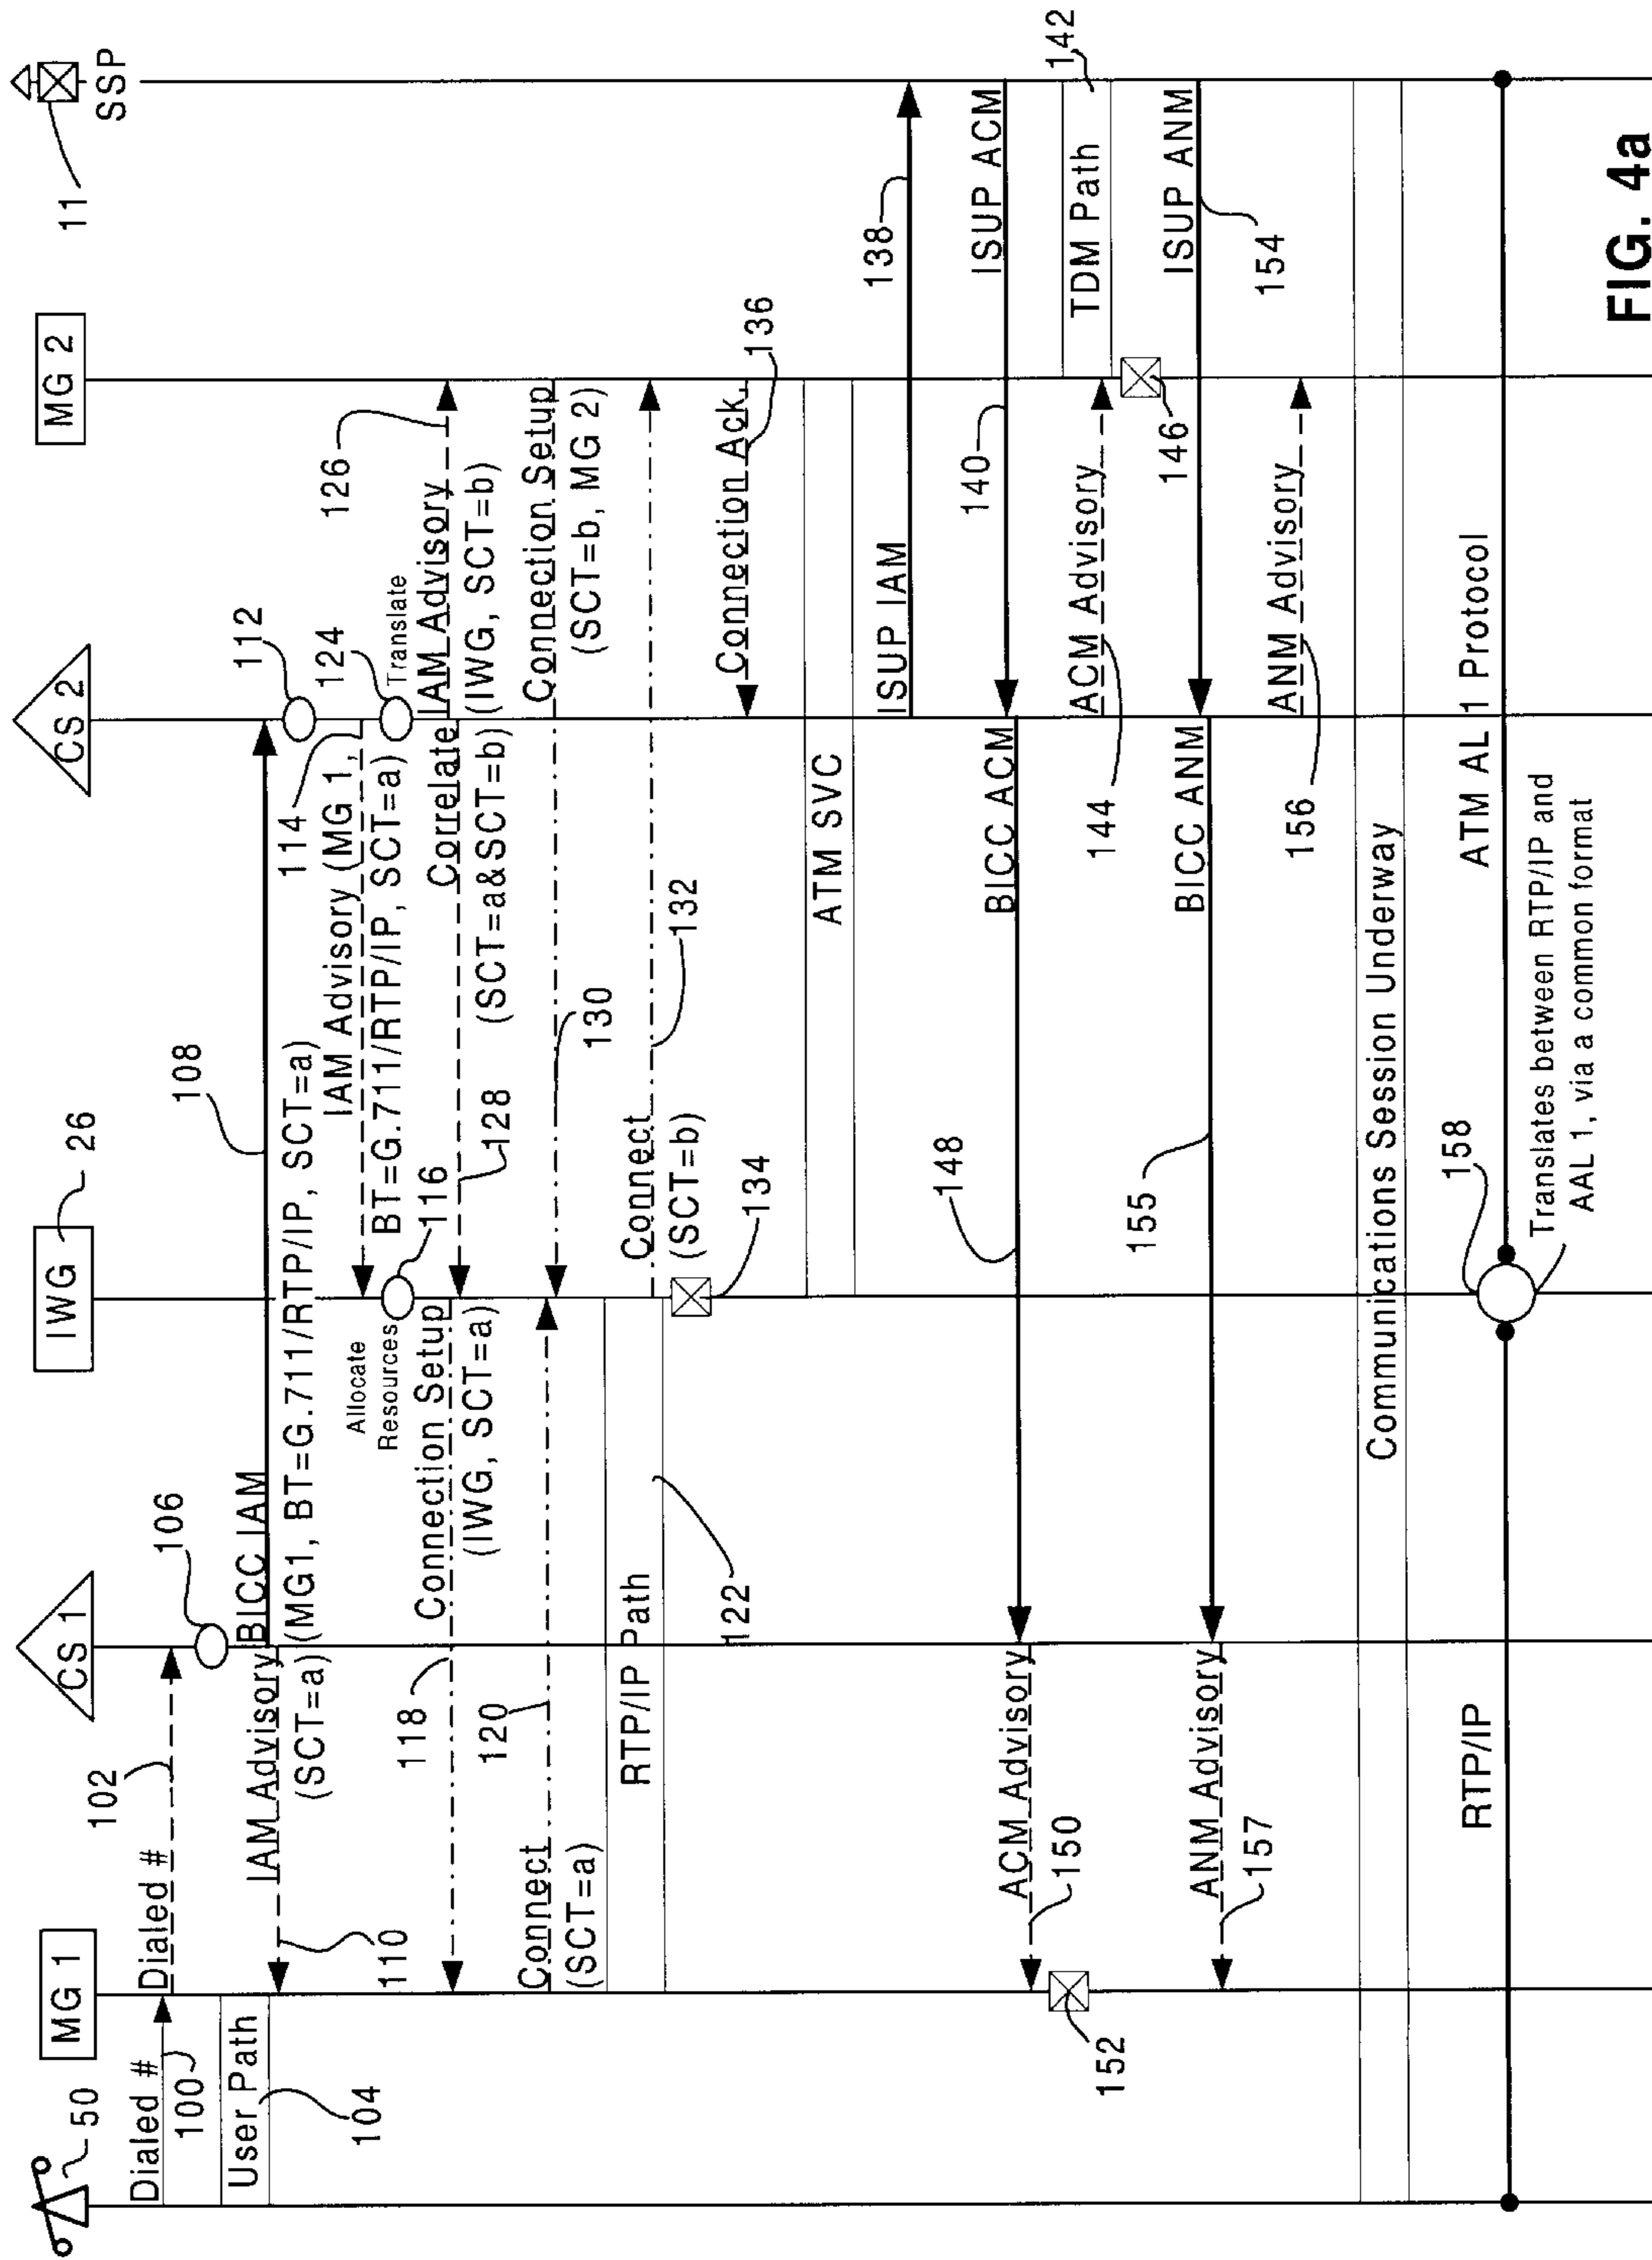 50
MG 1
CS 1
IWG
26
CS 2
MG 2
11
SSP
Dialed #
100
Dialed #
102
User Path
104
106
BICC IAM
108
(MG1, BT=G.711/RTP/IP, SCT=a)
IAM Advisory
(SCT=a)
110
112
114
IAM Advisory (MG 1,
BT=G.711/RTP/IP, SCT=a)
Allocate
Resources
116
124
Translate
IAM Advisory
126
(IWG, SCT=b)
Correlate
(SCT=a&SCT=b)
128
Connection Setup
(IWG, SCT=a)
118
Connection Setup
(SCT=b, MG 2)
130
Connect
(SCT=a)
120
RTP/IP Path
122
Connect
(SCT=b)
132
134
Connection Ack.
136
ATM SVC
ISUP IAM
138
ISUP ACM
140
BICC ACM
148
ACM Advisory
150
152
TDM Path
142
ACM Advisory
144
146
ISUP ANM
154
BICC ANM
155
ANM Advisory
157
ANM Advisory
156
Communications Session Underway
RTP/IP
158
ATM AL 1 Protocol
Translates between RTP/IP and
AAL 1, via a common format
FIG. 4a